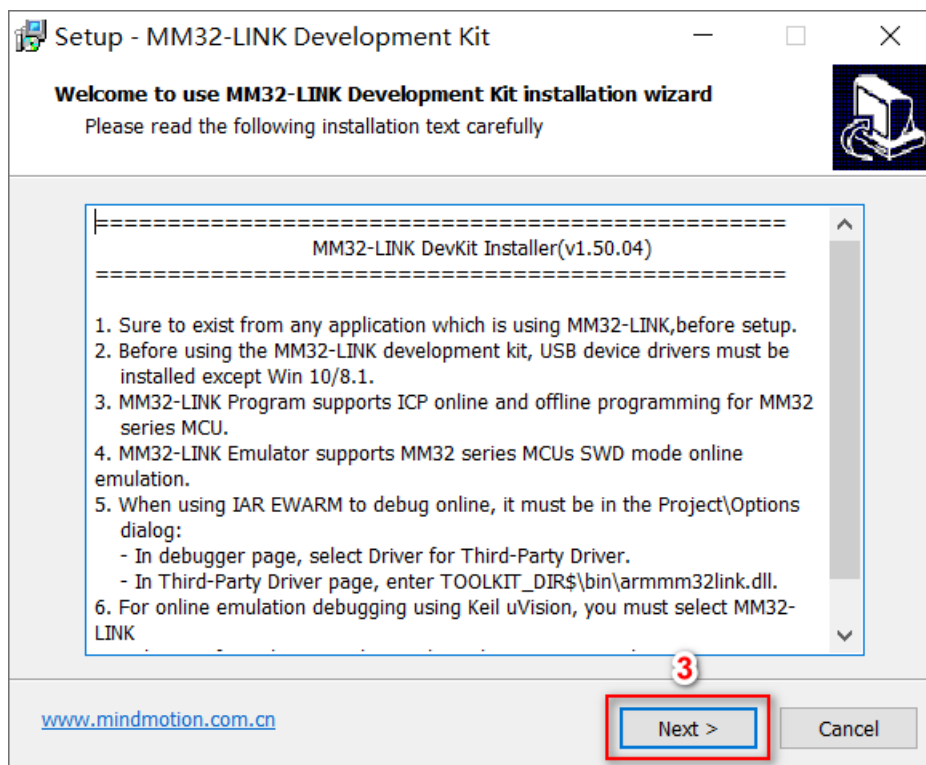 Setup - MM32-LINK Development Kit
Welcome to use MM32-LINK Development Kit installation wizard
Please read the following installation text carefully
================================================
MM32-LINK DevKit Installer(v1.50.04)
================================================
1. Sure to exist from any application which is using MM32-LINK,before setup.
2. Before using the MM32-LINK development kit, USB device drivers must be
installed except Win 10/8.1.
3. MM32-LINK Program supports ICP online and offline programming for MM32
series MCU.
4. MM32-LINK Emulator supports MM32 series MCUs SWD mode online
emulation.
5. When using IAR EWARM to debug online, it must be in the Project\Options
dialog:
- In debugger page, select Driver for Third-Party Driver.
- In Third-Party Driver page, enter TOOLKIT_DIR$\bin\armmm32link.dll.
6. For online emulation debugging using Keil uVision, you must select MM32-
LINK
3
www.mindmotion.com.cn
Next >
Cancel